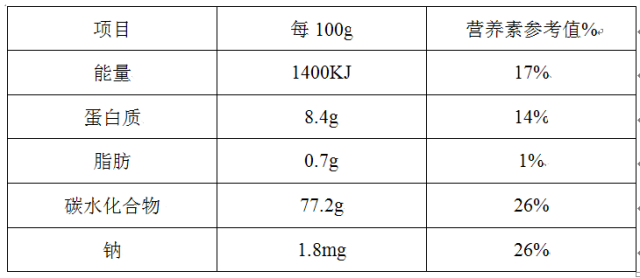 项目 每 100g 营养素参考值%
能量 1400KJ 17%
蛋白质 8.4g 14%
脂肪 0.7g 1%
碳水化合物 77.2g 26%
钠 1.8mg 26%